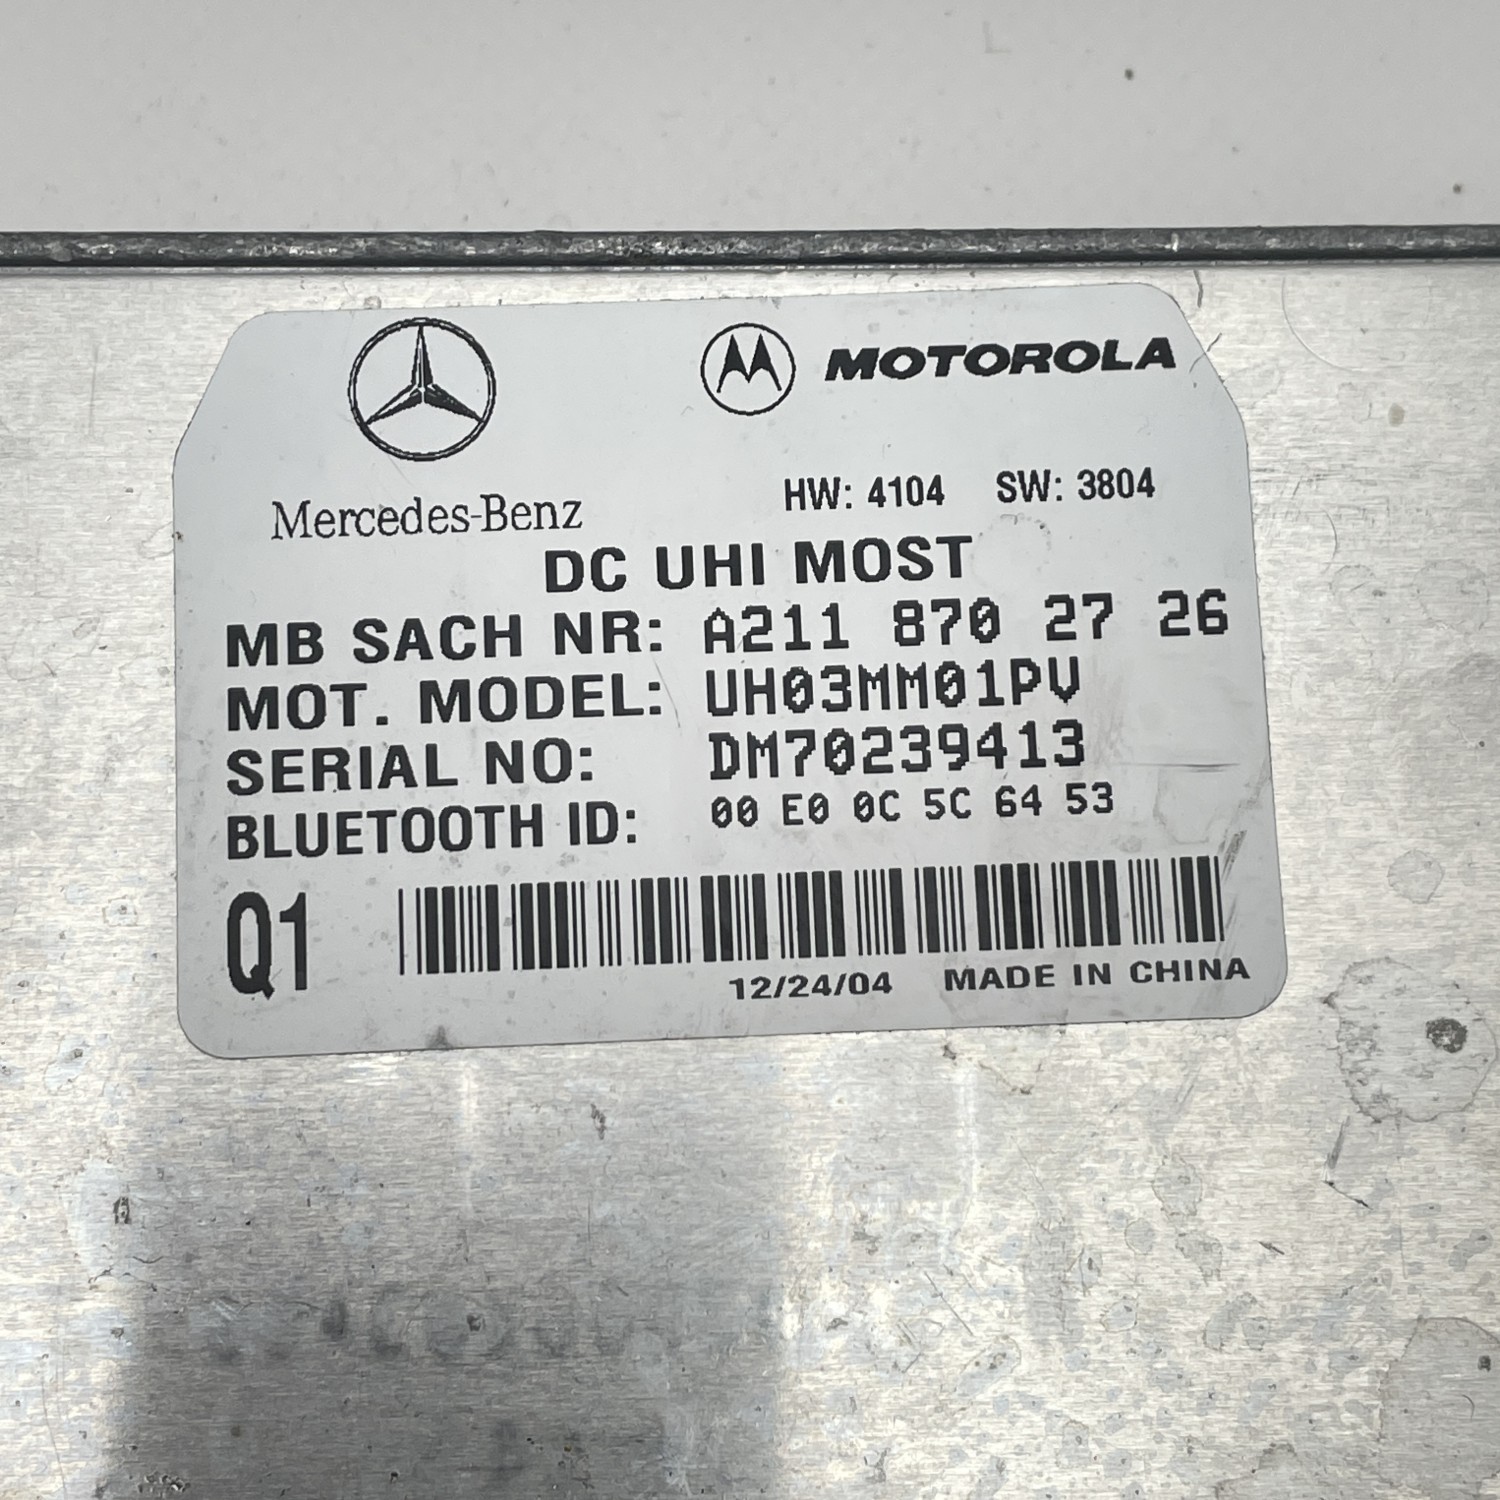 MOTOROLA
Mercedes-Benz
HW: 4104 SW: 3804
DC UHI MOST
MB SACH NR: A211 870 27 26
MOT. MODEL: UH03MM01PV
SERIAL NO: DM70239413
BLUETOOTH ID: 00 E0 0C 5C 64 53
Q1
12/24/04 MADE IN CHINA